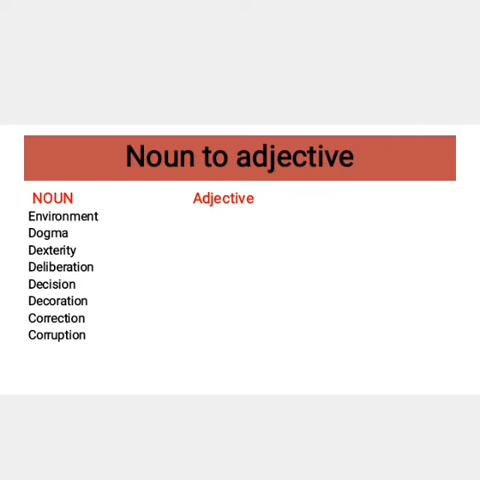 Noun to adjective
NOUN Adjective
Environment
Dogma
Dexterity
Deliberation
Decision
Decoration
Correction
Corruption